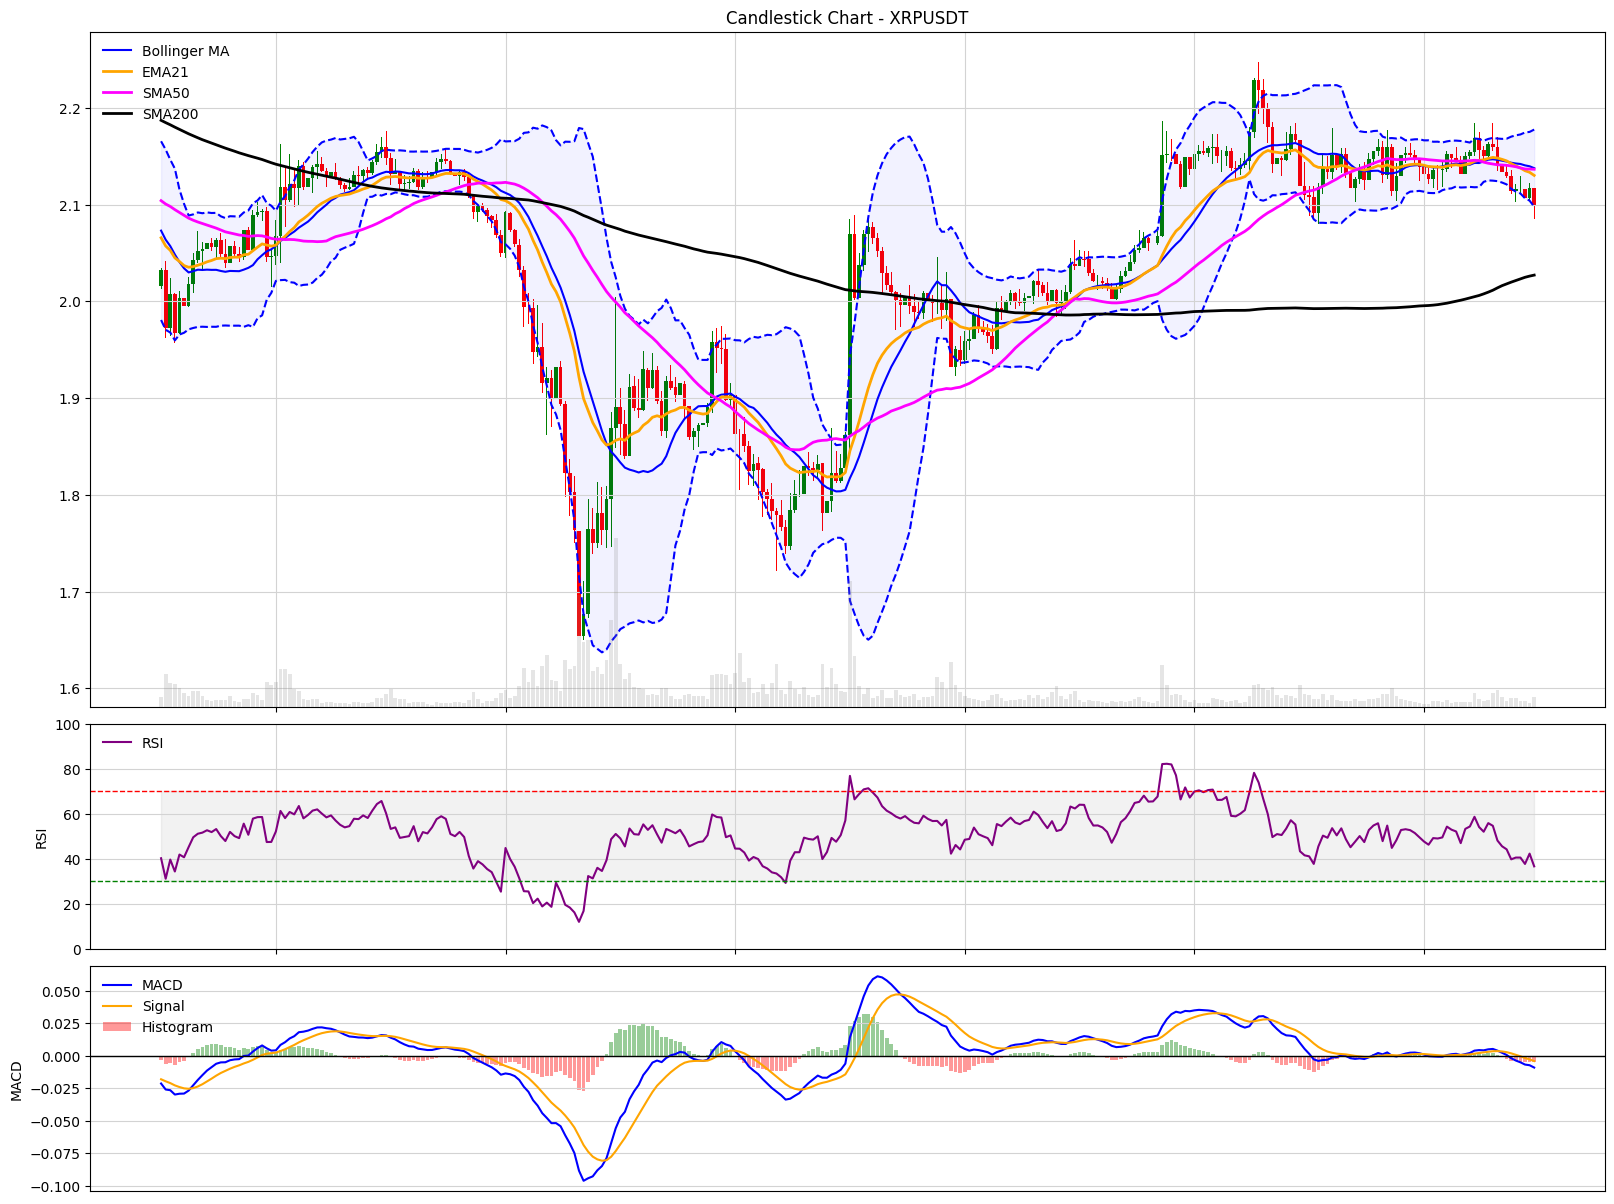 Candlestick Chart - XRPUSDT
Bollinger MA
EMA21
SMA50
SMA200
2.2
2.1
2.0
1.9
1.8
1.7
1.6
100
80
60
40
20
0
RSI
RSI
0.050
0.025
0.000
−0.025
−0.050
−0.075
−0.100
MACD
MACD
Signal
Histogram